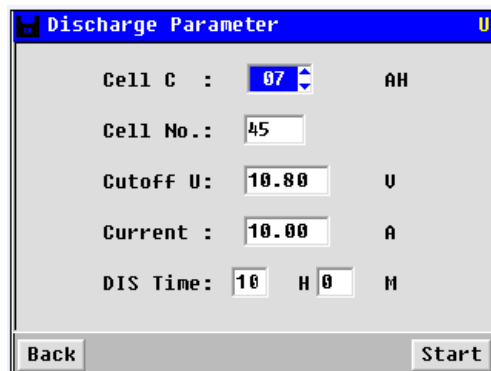 Discharge Parameter U
Cell C : 07 AH
Cell No.: 45
Cutoff U: 10.80 V
Current : 10.00 A
DIS Time: 10 H 0 M
Back Start